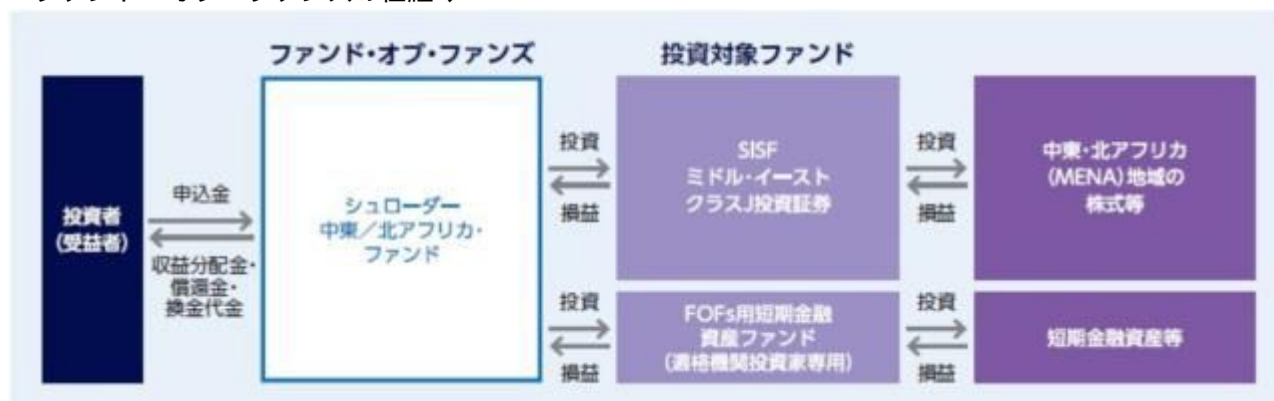 ファンド・オブ・ファンズ
投資対象ファンド
投資者
(受益者)
申込金
収益分配金・
償還金・
換金代金
シュローダー
中東/北アフリカ・
ファンド
投資
損益
SISF
ミドル・イースト
クラスJ投資証券
投資
損益
中東・北アフリカ
(MENA)地域の
株式等
投資
損益
FOFs用短期金融
資産ファンド
(適格機関投資家専用)
投資
損益
短期金融資産等